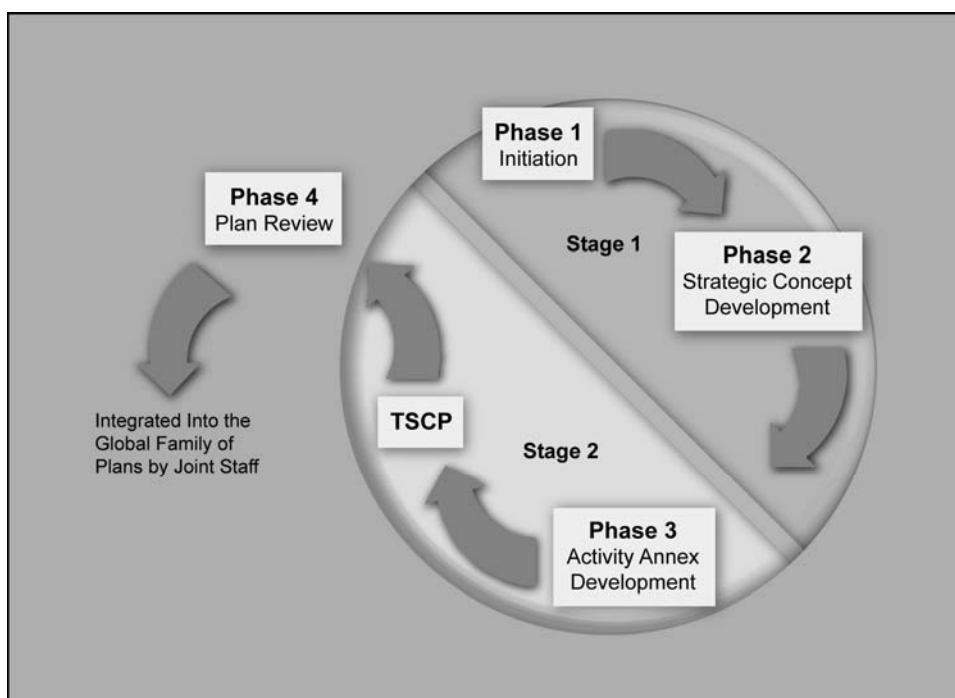 Phase 1
Initiation
Stage 1
Phase 2
Strategic Concept
Development
Phase 3
Activity Annex
Development
Stage 2
TSCP
Phase 4
Plan Review
Integrated Into the
Global Family of
Plans by Joint Staff